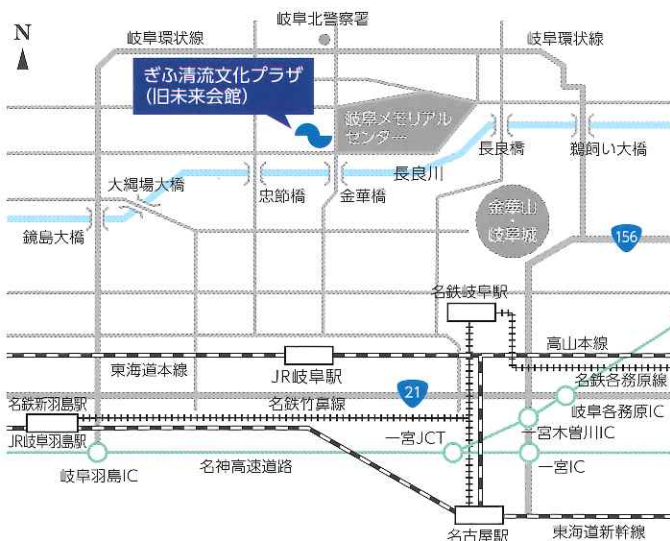 N
岐阜北警察署
岐阜環状線
岐阜環状線
ぎふ清流文化プラザ
(旧未来会館)
岐阜メモリアル
センター
長良橋
鵜飼い大橋
大縄場大橋
忠節橋
金華橋
長良川
鏡島大橋
金華山
・
岐阜城
156
名鉄岐阜駅
高山本線
東海道本線
JR岐阜駅
名鉄各務原線
21
名鉄新羽島駅
名鉄竹鼻線
岐阜各務原IC
JR岐阜羽島駅
一宮JCT
一宮木曽川IC
岐阜羽島IC
名神高速道路
一宮IC
名古屋駅
東海道新幹線